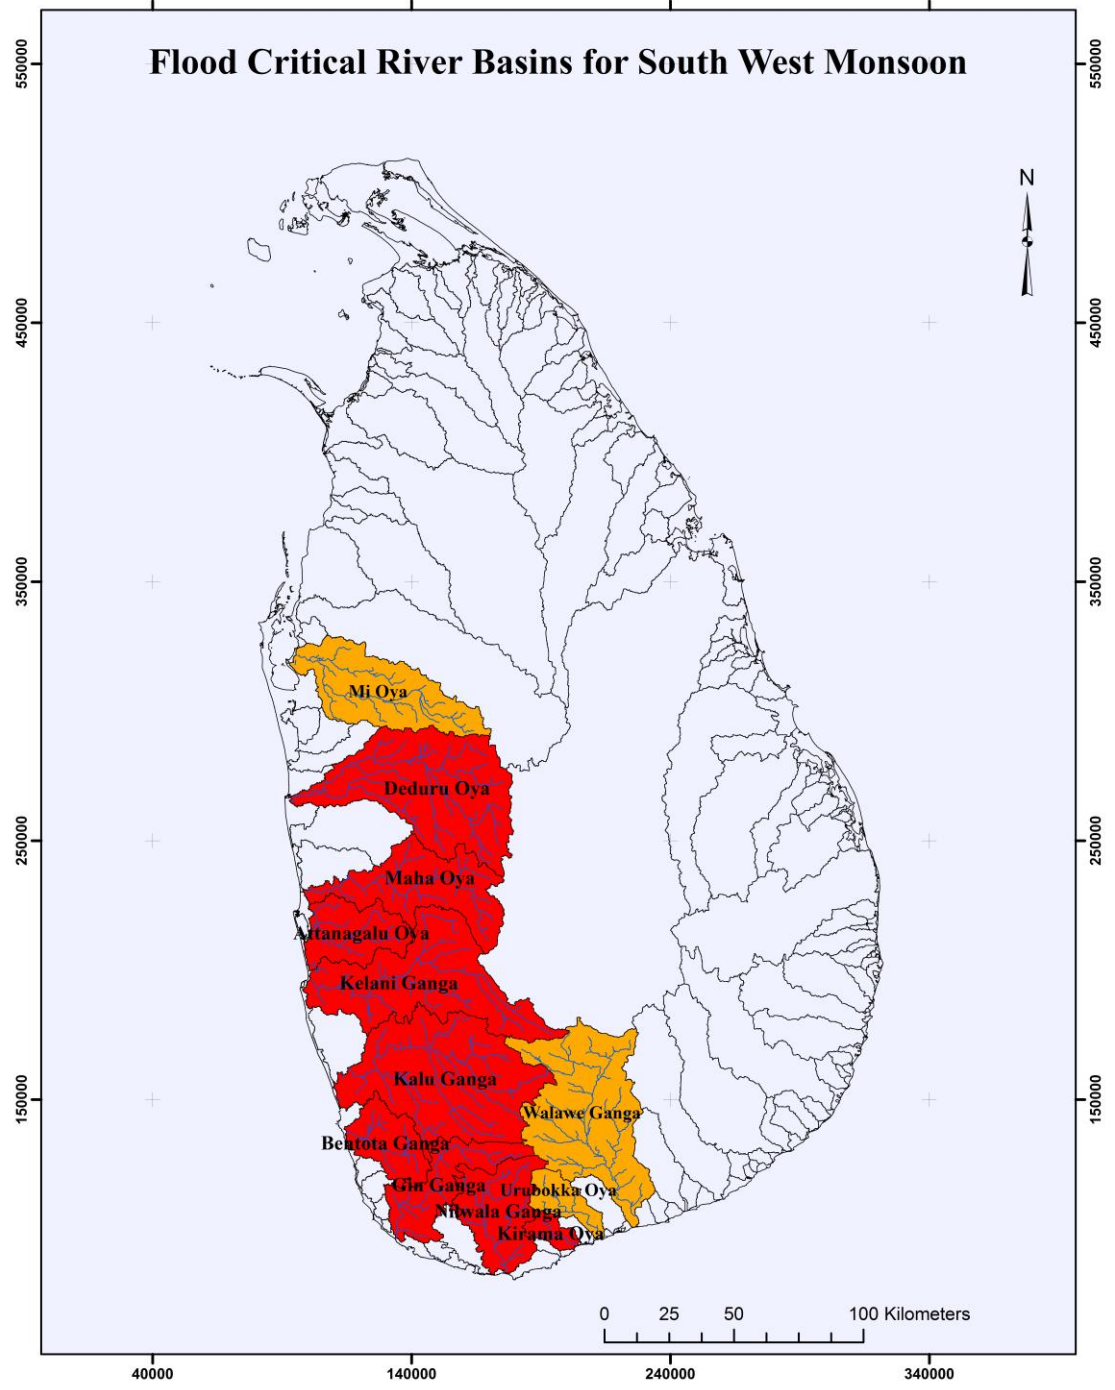 Flood Critical River Basins for South West Monsoon
550000
550000
N
450000
450000
350000
350000
Mi Oya
Deduru Oya
250000
250000
Maha Oya
Attanagalu Oya
Kelani Ganga
Kalu Ganga
150000
150000
Walawe Ganga
Bentota Ganga
Gin Ganga
Urubokka Oya
Nilwala Ganga
Kirama Oya
0 25 50 100 Kilometers
40000 140000 240000 340000